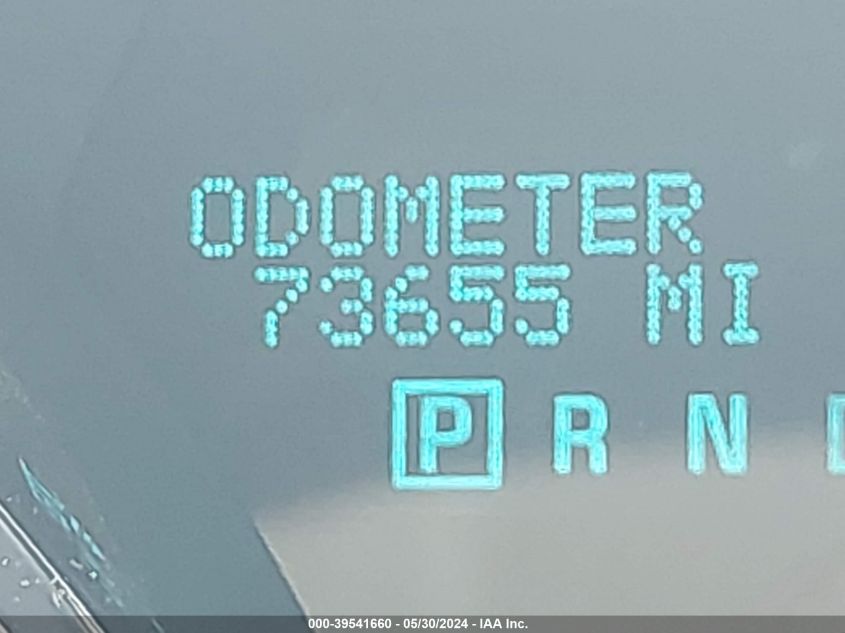 ODOMETER
73655 MI
P R N
000-39541660 - 05/30/2024 - IAA Inc.